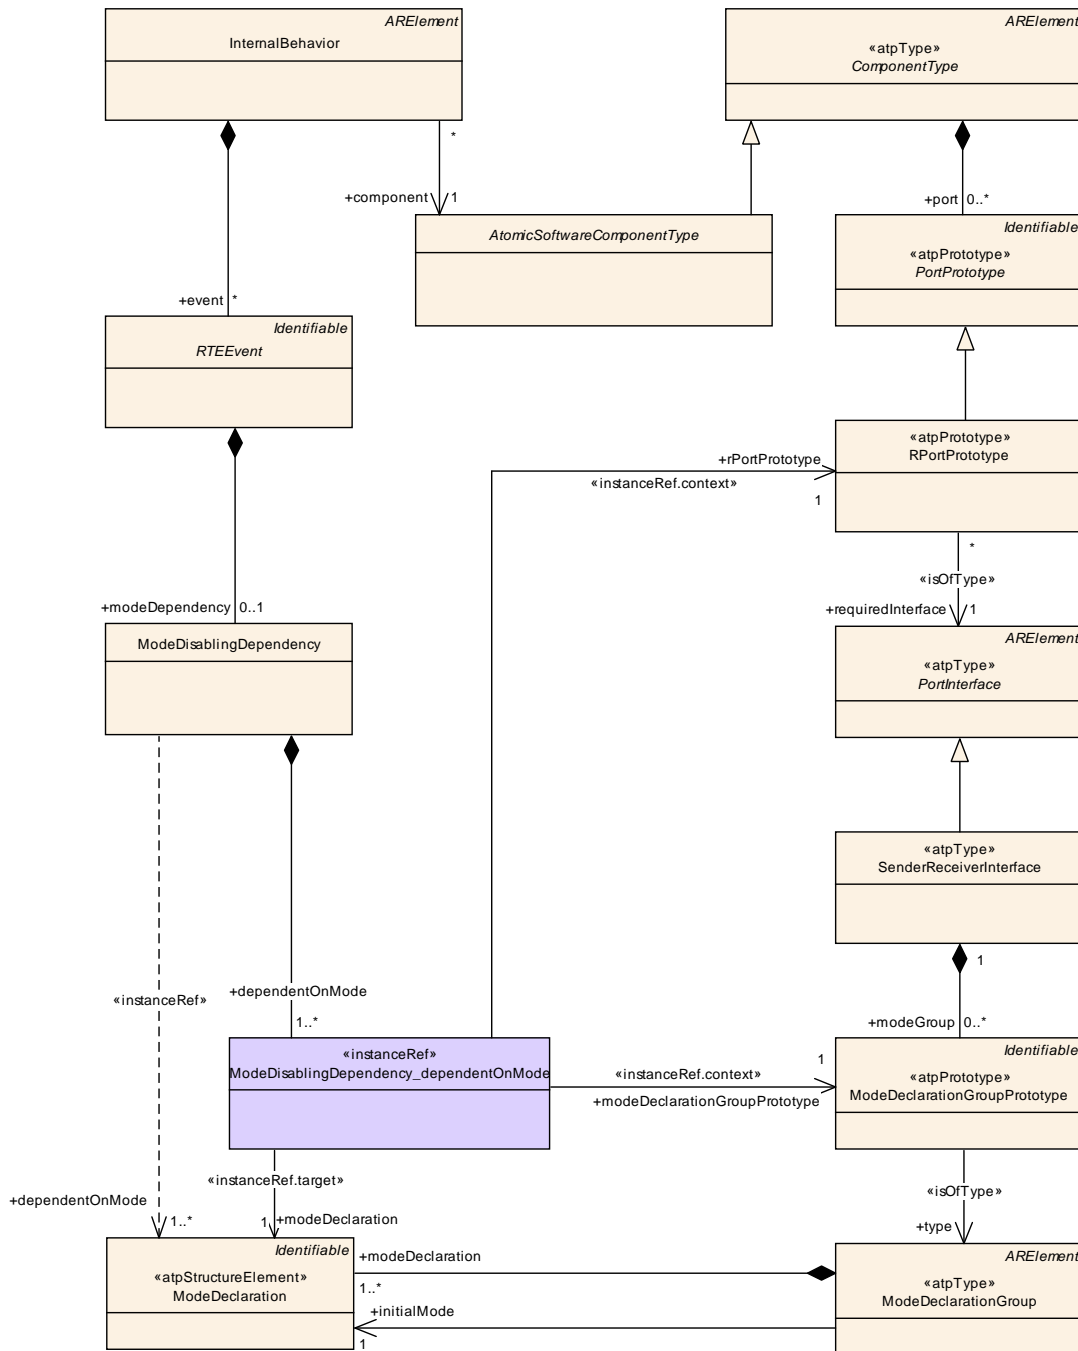 ARElement
InternalBehavior
ARElement
«atpType»
ComponentType
*
+component
1
+port
0..*
AtomicSoftwareComponentType
Identifiable
«atpPrototype»
PortPrototype
+event
*
Identifiable
RTEEvent
«atpPrototype»
RPortPrototype
+rPortPrototype
«instanceRef.context»
1
*
«isOfType»
+requiredInterface
1
+modeDependency
0..1
ModeDisablingDependency
ARElement
«atpType»
PortInterface
«atpType»
SenderReceiverInterface
1
«instanceRef»
+dependentOnMode
1..*
+modeGroup
0..*
«instanceRef»
ModeDisablingDependency_dependentOnMode
«instanceRef.context»
1
+modeDeclarationGroupPrototype
Identifiable
«atpPrototype»
ModeDeclarationGroupPrototype
«instanceRef.target»
«isOfType»
+dependentOnMode
1..*
1
+modeDeclaration
+type
Identifiable
«atpStructureElement»
ModeDeclaration
+modeDeclaration
1..*
+initialMode
1
ARElement
«atpType»
ModeDeclarationGroup